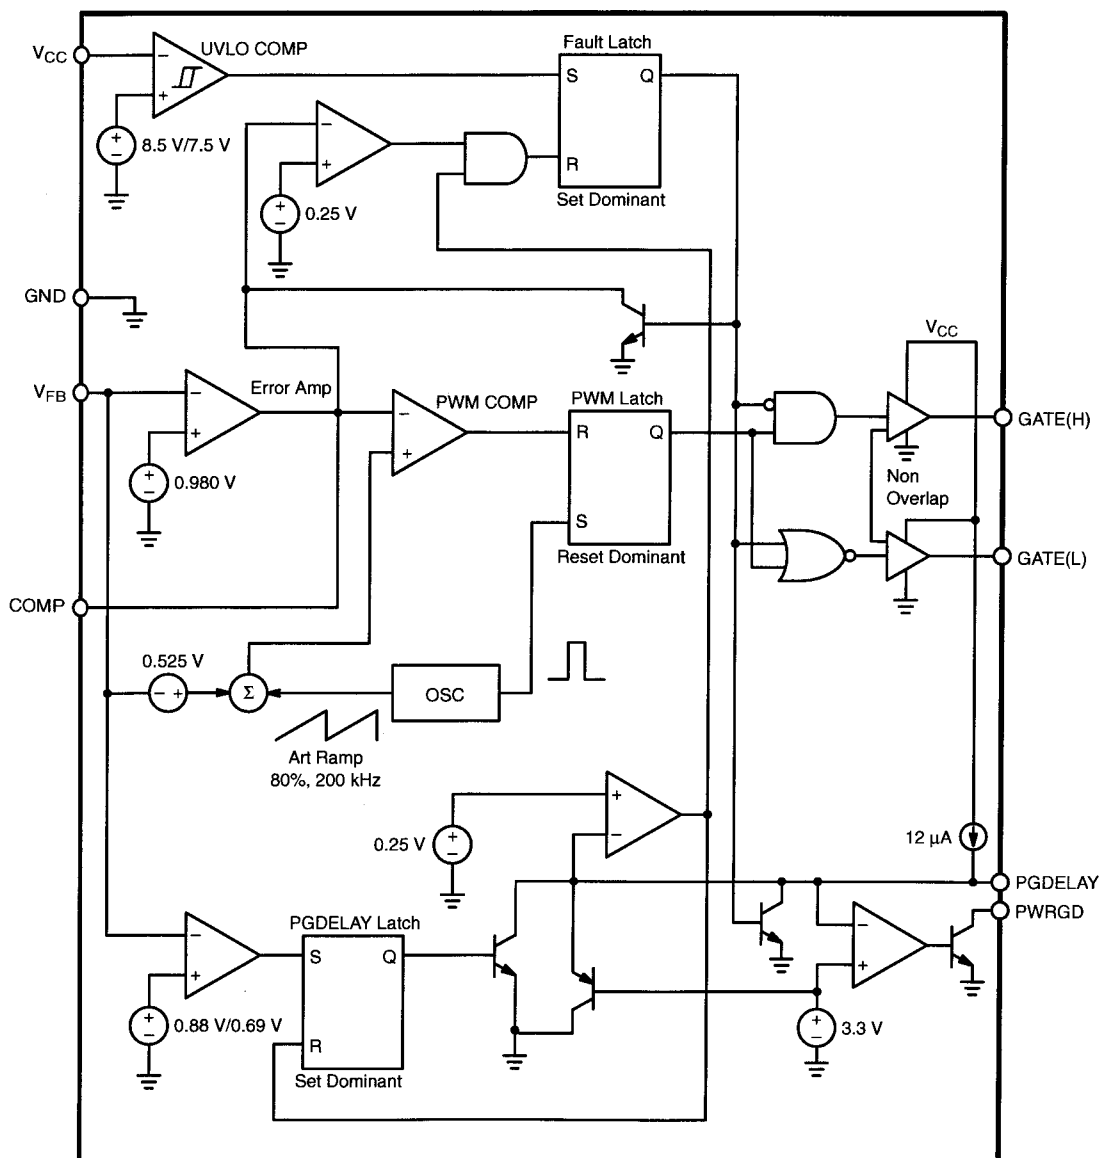 VCC
UVLO COMP
−
+
8.5 V/7.5 V
+
−
Fault Latch
S
Q
R
Set Dominant
−
+
0.25 V
+
−
GND
VCC
VFB
−
+
Error Amp
0.980 V
+
−
PWM COMP
−
+
PWM Latch
R
Q
S
Reset Dominant
GATE(H)
Non
Overlap
GATE(L)
COMP
0.525 V
− +
Σ
OSC
Art Ramp
80%, 200 kHz
+
−
0.25 V
+
−
12 µA
PGDELAY
PWRGD
−
+
PGDELAY Latch
S
Q
R
Set Dominant
−
+
0.88 V/0.69 V
+
−
3.3 V
+
−